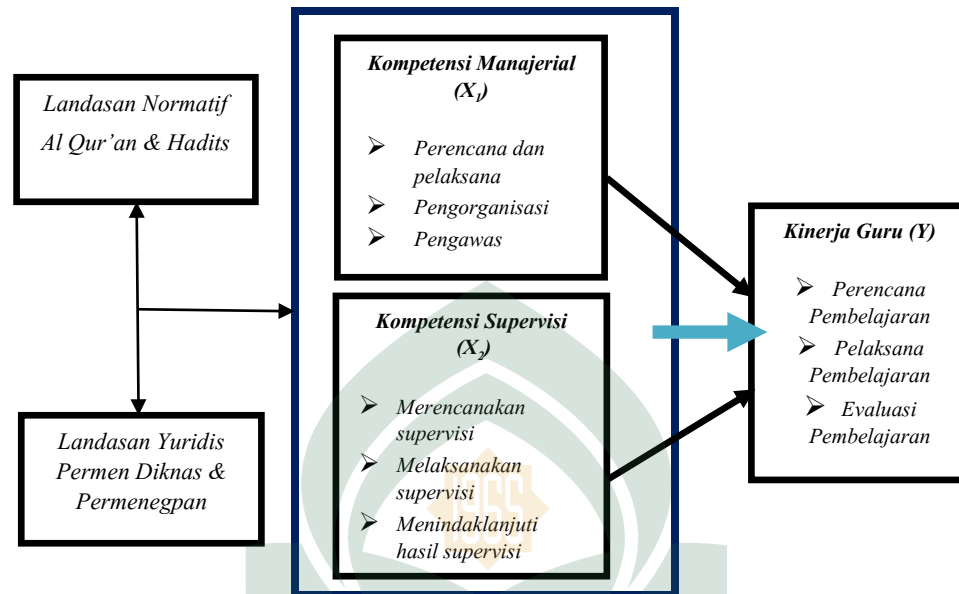 Landasan Normatif
Al Qur’an & Hadits
Landasan Yuridis
Permen Diknas &
Permenegpan
Kompetensi Manajerial
(X1)
➢ Perencana dan
pelaksana
➢ Pengorganisasi
➢ Pengawas
Kompetensi Supervisi
(X2)
➢ Merencanakan
supervisi
➢ Melaksanakan
supervisi
➢ Menindaklanjuti
hasil supervisi
1965
Kinerja Guru (Y)
➢ Perencana
Pembelajaran
➢ Pelaksana
Pembelajaran
➢ Evaluasi
Pembelajaran